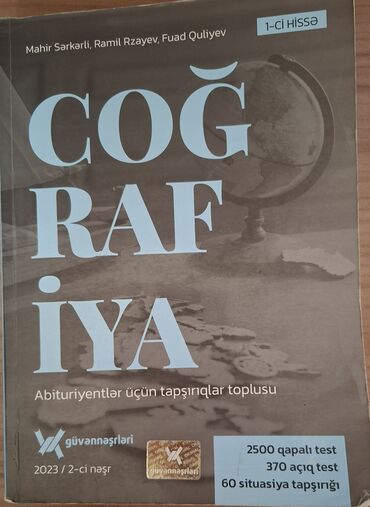 Mahir Sərkərli, Ramil Rzayev, Fuad Quliyev
1-Cİ HİSSƏ
COĞ
RAF
İYA
Abituriyentlər üçün tapşırıqlar toplusu
güvənnəşrləri
2023 / 2-ci nəşr
güvənnəşrləri
2500 qapalı test
370 açıq test
60 situasiya tapşırığı